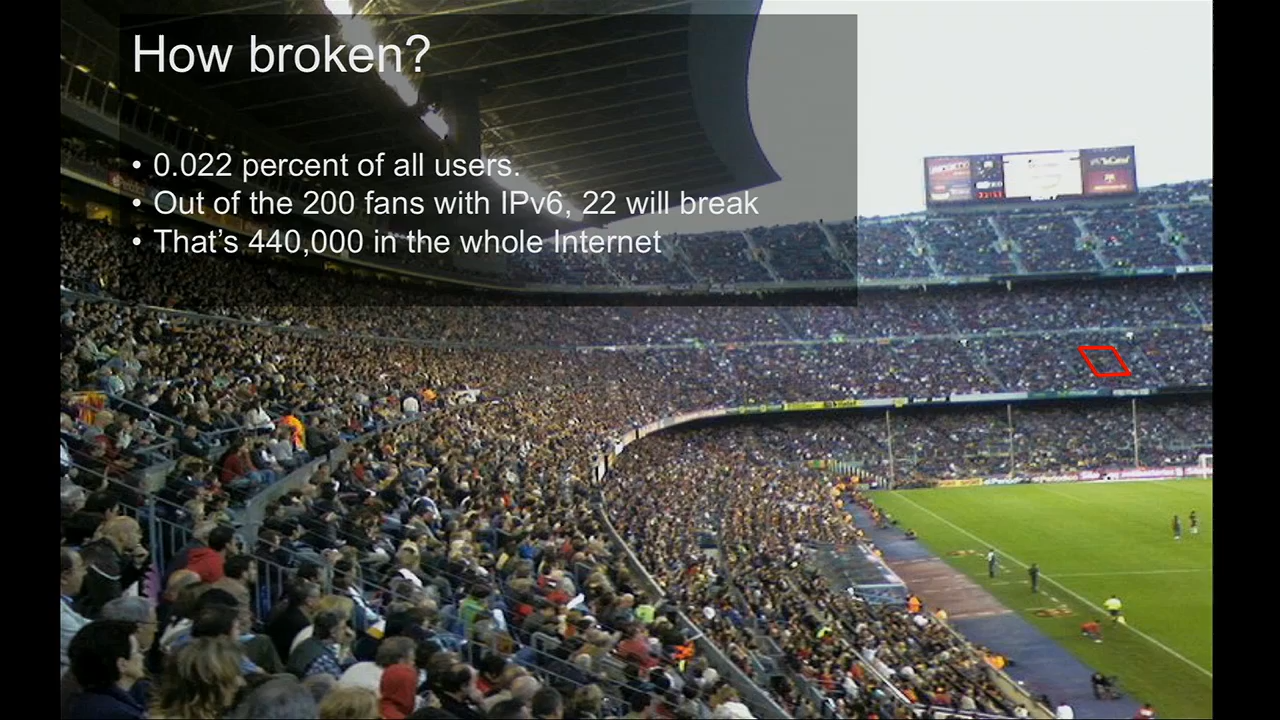 How broken?
• 0.022 percent of all users.
• Out of the 200 fans with IPv6, 22 will break
• That's 440,000 in the whole Internet